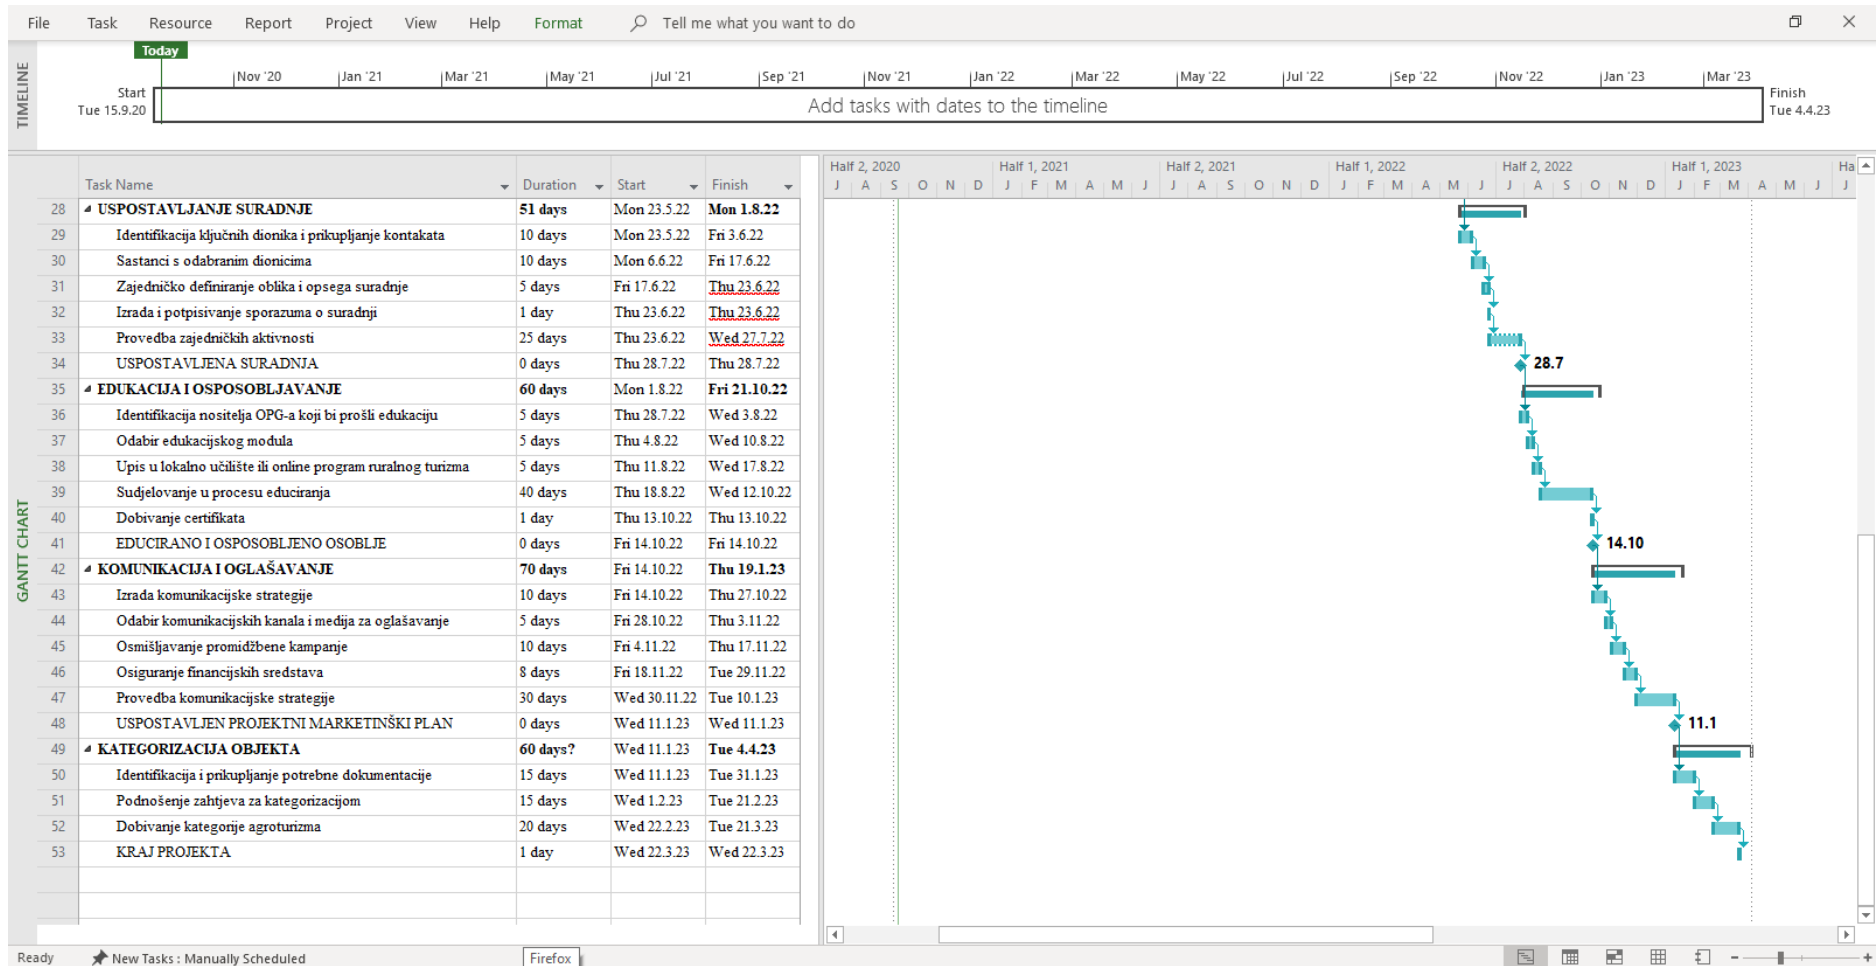 File Task Resource Report Project View Help Format Tell me what you want to do
Today
Nov '20 Jan '21 Mar '21 May '21 Jul '21 Sep '21 Nov '21 Jan '22 Mar '22 May '22 Jul '22 Sep '22 Nov '22 Jan '23 Mar '23
TIMELINE
Start
Tue 15.9.20
Add tasks with dates to the timeline
Finish
Tue 4.4.23
Half 2, 2020 Half 1, 2021 Half 2, 2021 Half 1, 2022 Half 2, 2022 Half 1, 2023 Ha
Task Name Duration Start Finish J A S O N D J F M A M J J A S O N D J F M A M J J A S O N D J F M A M J J
GANTT CHART
28 USPOSTAVLJANJE SURADNJE 51 days Mon 23.5.22 Mon 1.8.22
29 Identifikacija ključnih dionika i prikupljanje kontakata 10 days Mon 23.5.22 Fri 3.6.22
30 Sastanci s odabranim dionicima 10 days Mon 6.6.22 Fri 17.6.22
31 Zajedničko definiranje oblika i opsega suradnje 5 days Fri 17.6.22 Thu 23.6.22
32 Izrada i potpisivanje sporazuma o suradnji 1 day Thu 23.6.22 Thu 23.6.22
33 Provedba zajedničkih aktivnosti 25 days Thu 23.6.22 Wed 27.7.22
34 USPOSTAVLJENA SURADNJA 0 days Thu 28.7.22 Thu 28.7.22 28.7
35 EDUKACIJA I OSPOSOBLJAVANJE 60 days Mon 1.8.22 Fri 21.10.22
36 Identifikacija nositelja OPG-a koji bi prošli edukaciju 5 days Thu 28.7.22 Wed 3.8.22
37 Odabir edukacijskog modula 5 days Thu 4.8.22 Wed 10.8.22
38 Upis u lokalno učilište ili online program ruralnog turizma 5 days Thu 11.8.22 Wed 17.8.22
39 Sudjelovanje u procesu educiranja 40 days Thu 18.8.22 Wed 12.10.22
40 Dobivanje certifikata 1 day Thu 13.10.22 Thu 13.10.22
41 EDUCIRANO I OSPOSOBLJENO OSOBLJE 0 days Fri 14.10.22 Fri 14.10.22 14.10
42 KOMUNIKACIJA I OGLAŠAVANJE 70 days Fri 14.10.22 Thu 19.1.23
43 Izrada komunikacijske strategije 10 days Fri 14.10.22 Thu 27.10.22
44 Odabir komunikacijskih kanala i medija za oglašavanje 5 days Fri 28.10.22 Thu 3.11.22
45 Osmišljavanje promidžbene kampanje 10 days Fri 4.11.22 Thu 17.11.22
46 Osiguranje financijskih sredstava 8 days Fri 18.11.22 Tue 29.11.22
47 Provedba komunikacijske strategije 30 days Wed 30.11.22 Tue 10.1.23
48 USPOSTAVLJEN PROJEKTNI MARKETINŠKI PLAN 0 days Wed 11.1.23 Wed 11.1.23 11.1
49 KATEGORIZACIJA OBJEKTA 60 days? Wed 11.1.23 Tue 4.4.23
50 Identifikacija i prikupljanje potrebne dokumentacije 15 days Wed 11.1.23 Tue 31.1.23
51 Podnošenje zahtjeva za kategorizacijom 15 days Wed 1.2.23 Tue 21.2.23
52 Dobivanje kategorije agroturizma 20 days Wed 22.2.23 Tue 21.3.23
53 KRAJ PROJEKTA 1 day Wed 22.3.23 Wed 22.3.23
Ready New Tasks : Manually Scheduled Firefox